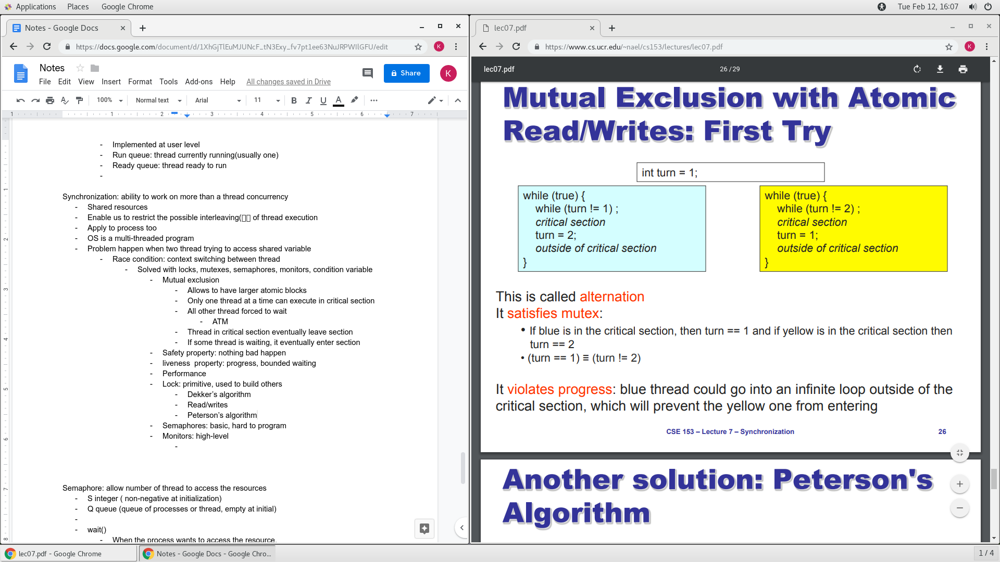 Applications Places Google Chrome Tue Feb 12, 16:07
Notes - Google Docs
https://docs.google.com/document/d/1XhGjTlEuMJUNcF_tN3Exy_fv7pt1ee63NuJRPWIlGFU/edit
K
Notes
File Edit View Insert Format Tools Add-ons Help All changes saved in Drive
Share
K
100% Normal text Arial 11 B I U A
1 1 2 3 4 5 6 7
- Implemented at user level
- Run queue: thread currently running(usually one)
- Ready queue: thread ready to run
-
Synchronization: ability to work on more than a thread concurrency
- Shared resources
- Enable us to restrict the possible interleaving(▯▯ of thread execution
- Apply to process too
- OS is a multi-threaded program
- Problem happen when two thread trying to access shared variable
- Race condition: context switching between thread
- Solved with locks, mutexes, semaphores, monitors, condition variable
- Mutual exclusion
- Allows to have larger atomic blocks
- Only one thread at a time can execute in critical section
- All other thread forced to wait
- ATM
- Thread in critical section eventually leave section
- If some thread is waiting, it eventually enter section
- Safety property: nothing bad happen
- liveness  property: progress, bounded waiting
- Performance
- Lock: primitive, used to build others
- Dekker’s algorithm
- Read/writes
- Peterson’s algorithm
- Semaphores: basic, hard to program
- Monitors: high-level
-
Semaphore: allow number of thread to access the resources
- S integer ( non-negative at initialization)
- Q queue (queue of processes or thread, empty at initial)
-
- wait()
- When the process wants to access the resource,
1
2
3
4
5
6
7
8
lec07.pdf
https://www.cs.ucr.edu/~nael/cs153/lectures/lec07.pdf
K
lec07.pdf 26 / 29
Mutual Exclusion with Atomic
Read/Writes: First Try
int turn = 1;
while (true) {
while (turn != 1) ;
critical section
turn = 2;
outside of critical section
}
while (true) {
while (turn != 2) ;
critical section
turn = 1;
outside of critical section
}
This is called alternation
It satisfies mutex:
• If blue is in the critical section, then turn == 1 and if yellow is in the critical section then
turn == 2
• (turn == 1) ≡ (turn != 2)
It violates progress: blue thread could go into an infinite loop outside of the
critical section, which will prevent the yellow one from entering
CSE 153 – Lecture 7 – Synchronization 26
Another solution: Peterson's
Algorithm
lec07.pdf - Google Chrome
Notes - Google Docs - Google Chro...
1 / 4